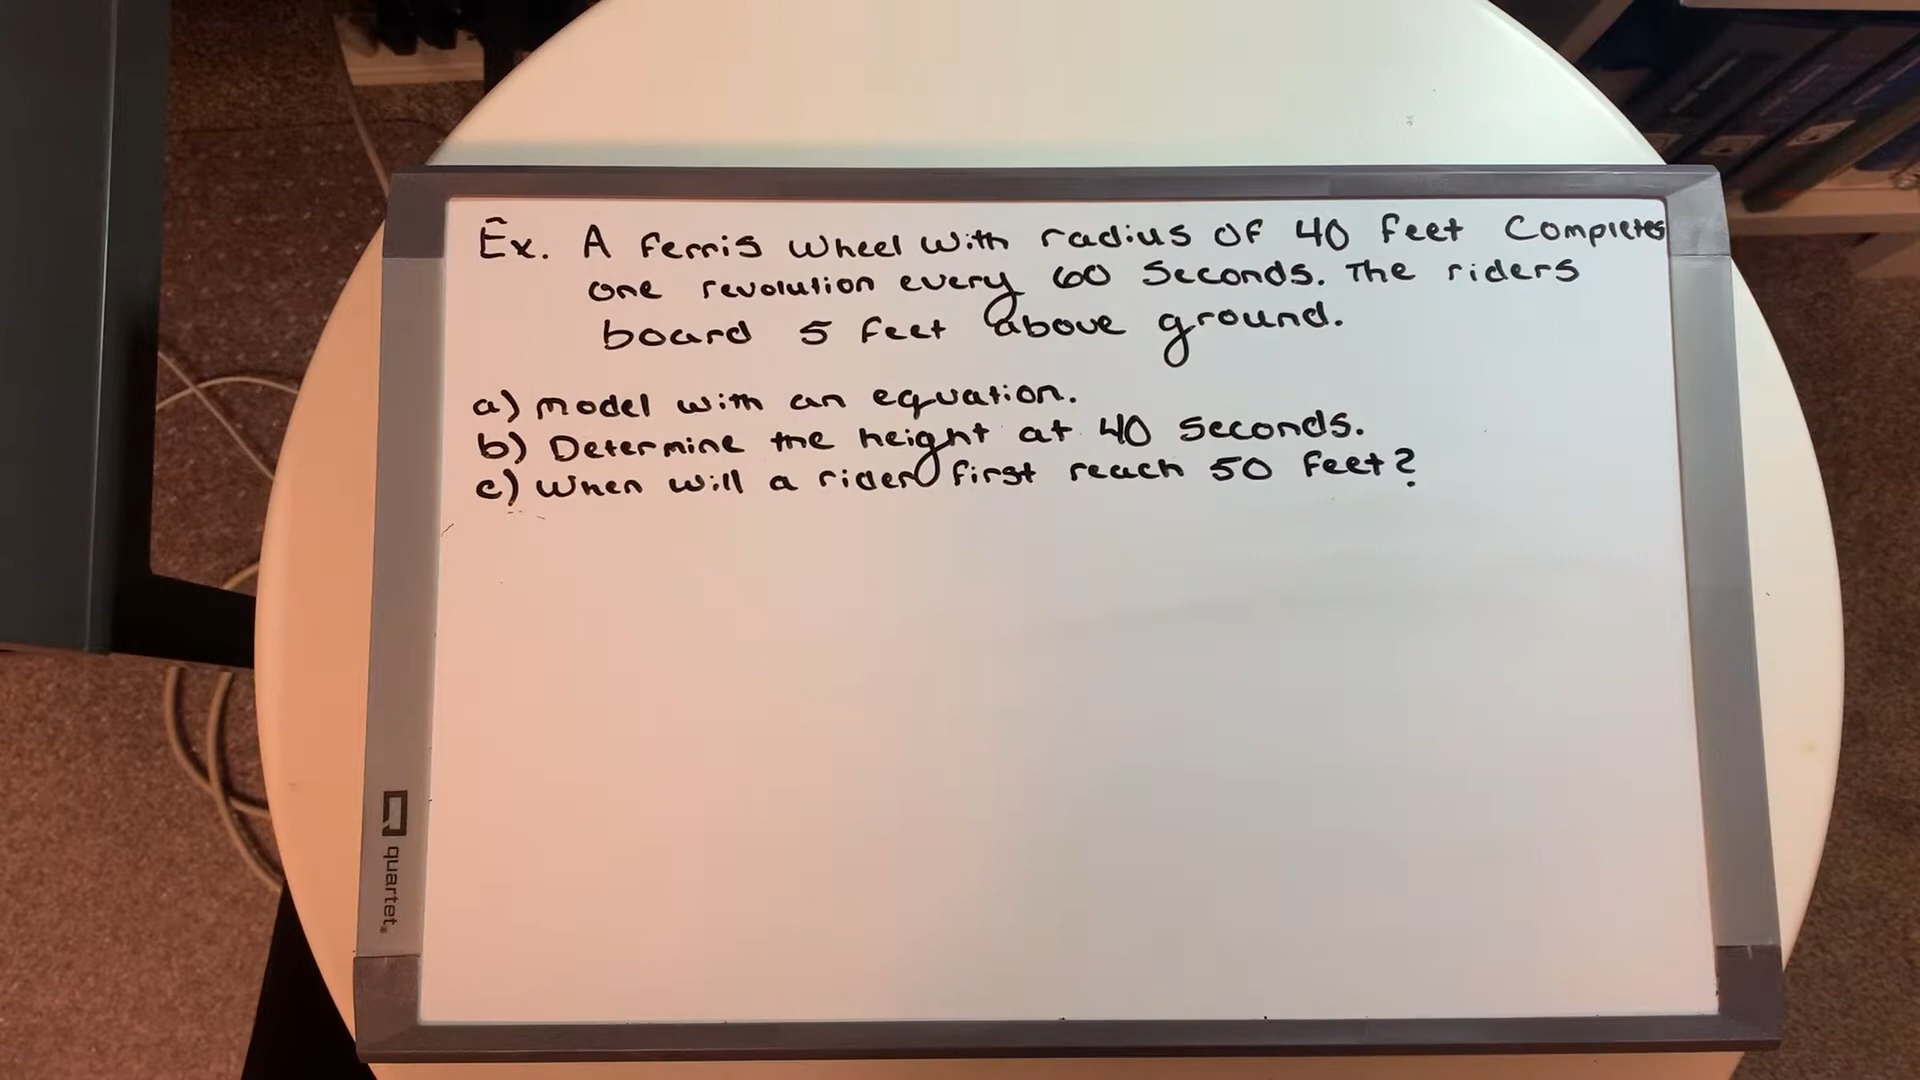 Ex. A Ferris Wheel with radius of 40 feet Completes
one revolution every 60 Seconds. The riders
board 5 feet above ground.
a) Model with an equation.
b) Determine the height at 40 Seconds.
c) When will a rider first reach 50 feet?
quartet